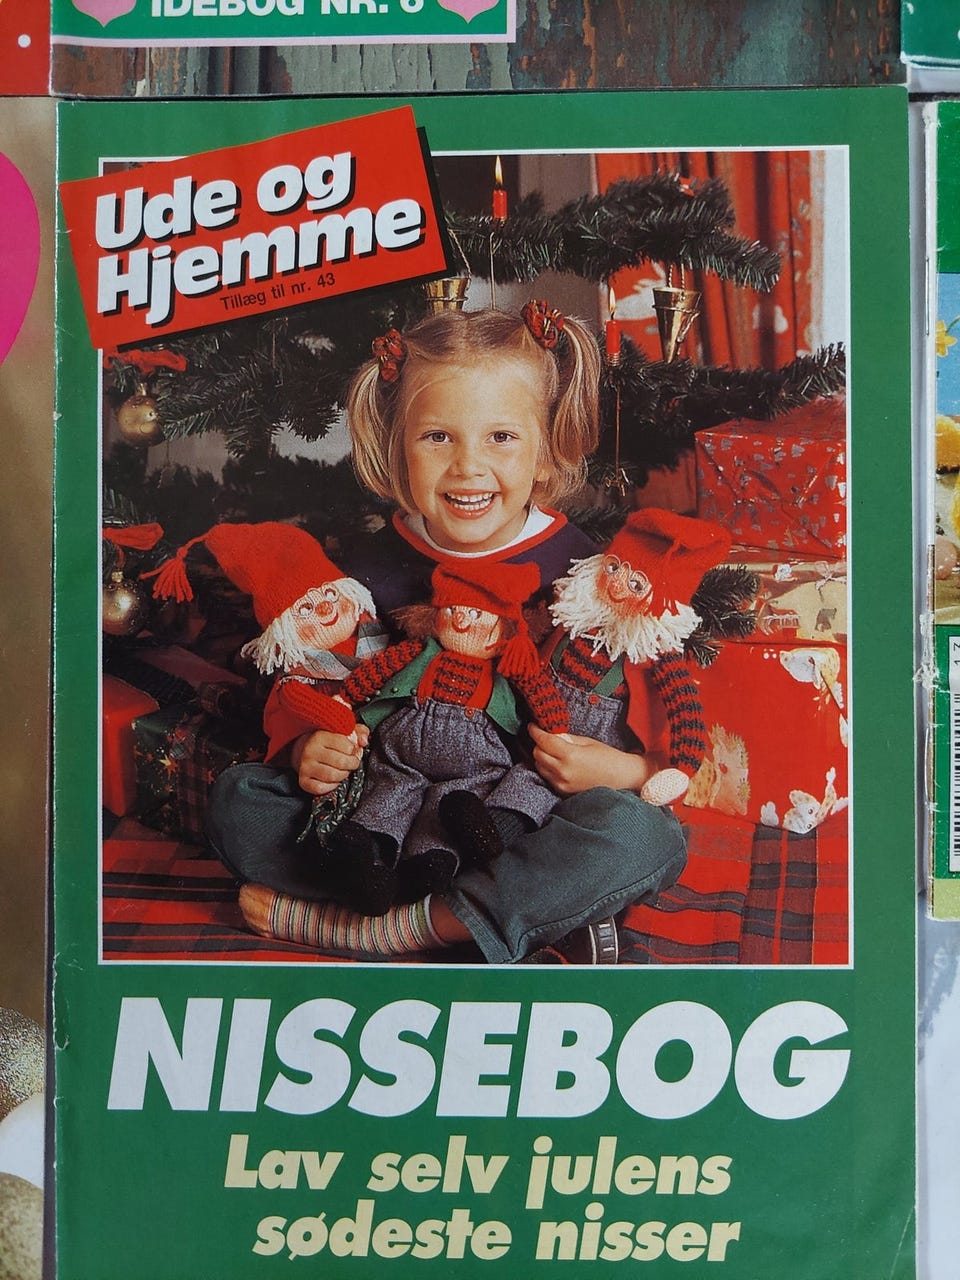 IDEBOG NR. 6
Ude og
Hjemme
Tillæg til nr. 43
NISSEBOG
Lav selv julens
sødeste nisser